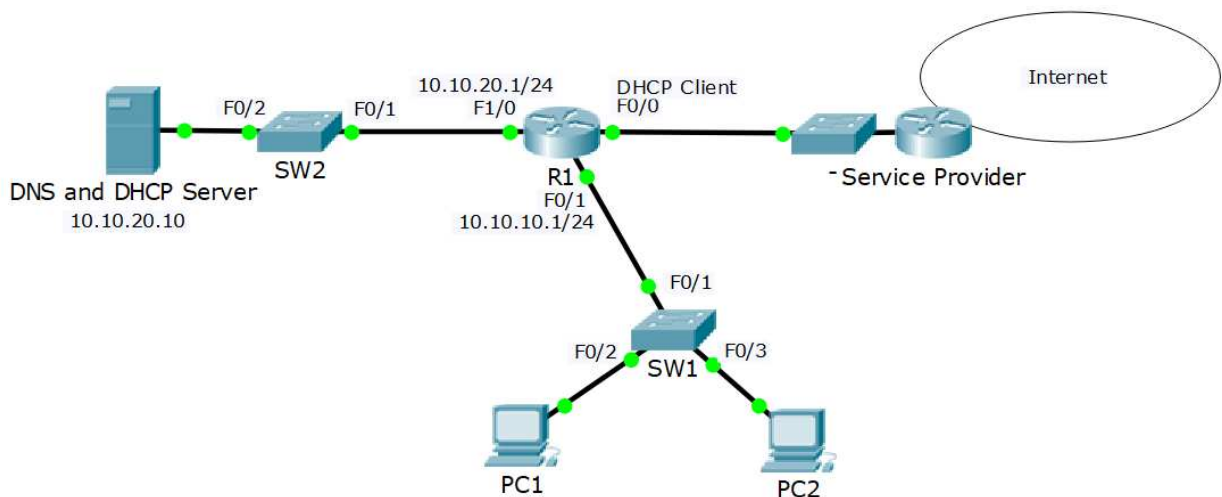 10.10.20.1/24
DHCP Client
F0/2
F0/1
F1/0
F0/0
Internet
SW2
R1
-Service Provider
DNS and DHCP Server
10.10.20.10
F0/1
10.10.10.1/24
F0/1
F0/2
F0/3
SW1
PC1
PC2